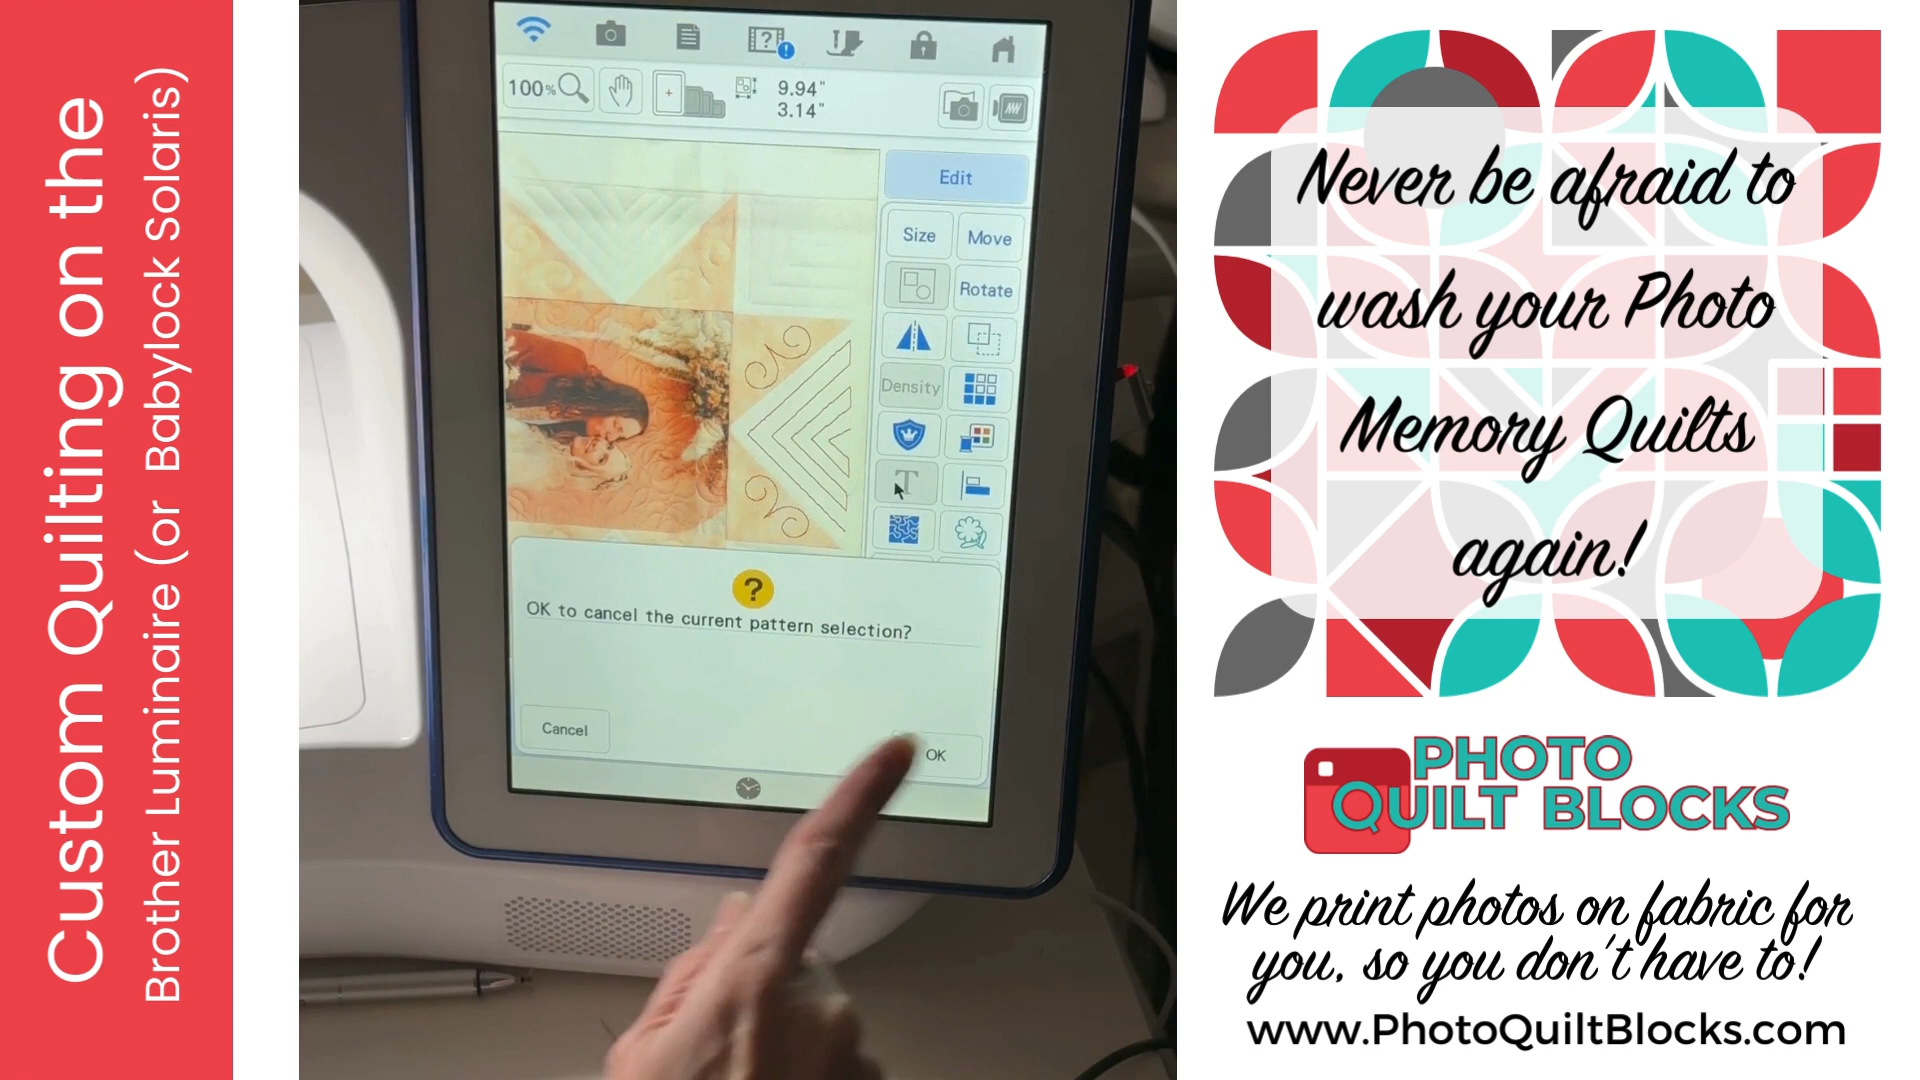 Custom Quilting on the
Brother Luminaire (or Babylock Solaris)
100%
9.94"
3.14"
Edit
Size
Move
Rotate
Density
T
?
OK to cancel the current pattern selection?
Cancel
OK
Never be afraid to
wash your Photo
Memory Quilts
again!
PHOTO
QUILT BLOCKS
We print photos on fabric for
you, so you don't have to!
www.PhotoQuiltBlocks.com